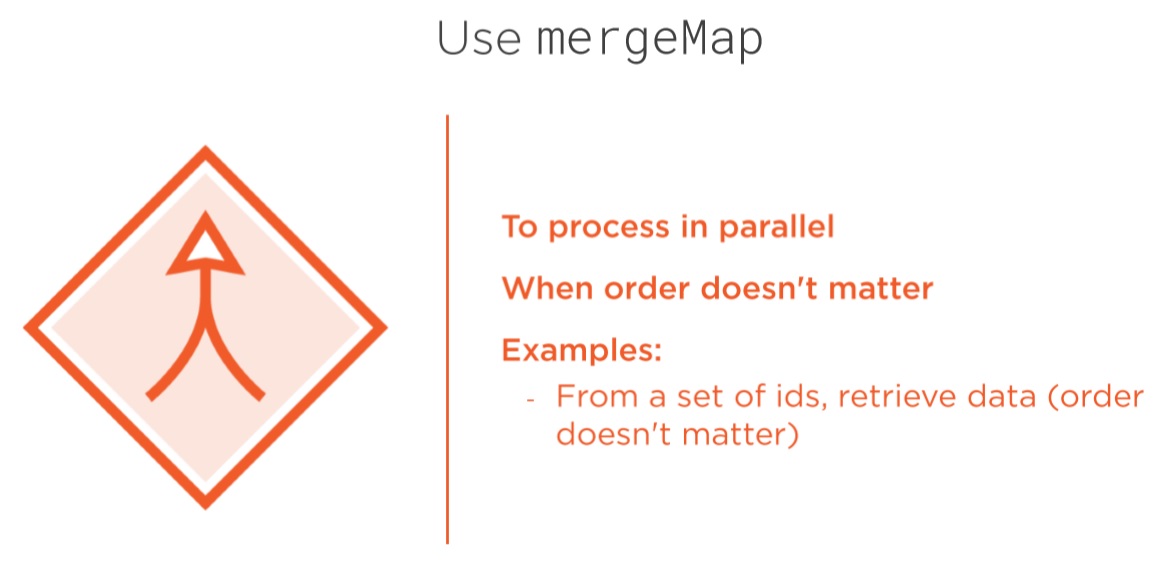 Use mergeMap
To process in parallel
When order doesn't matter
Examples:
- From a set of ids, retrieve data (order
doesn't matter)